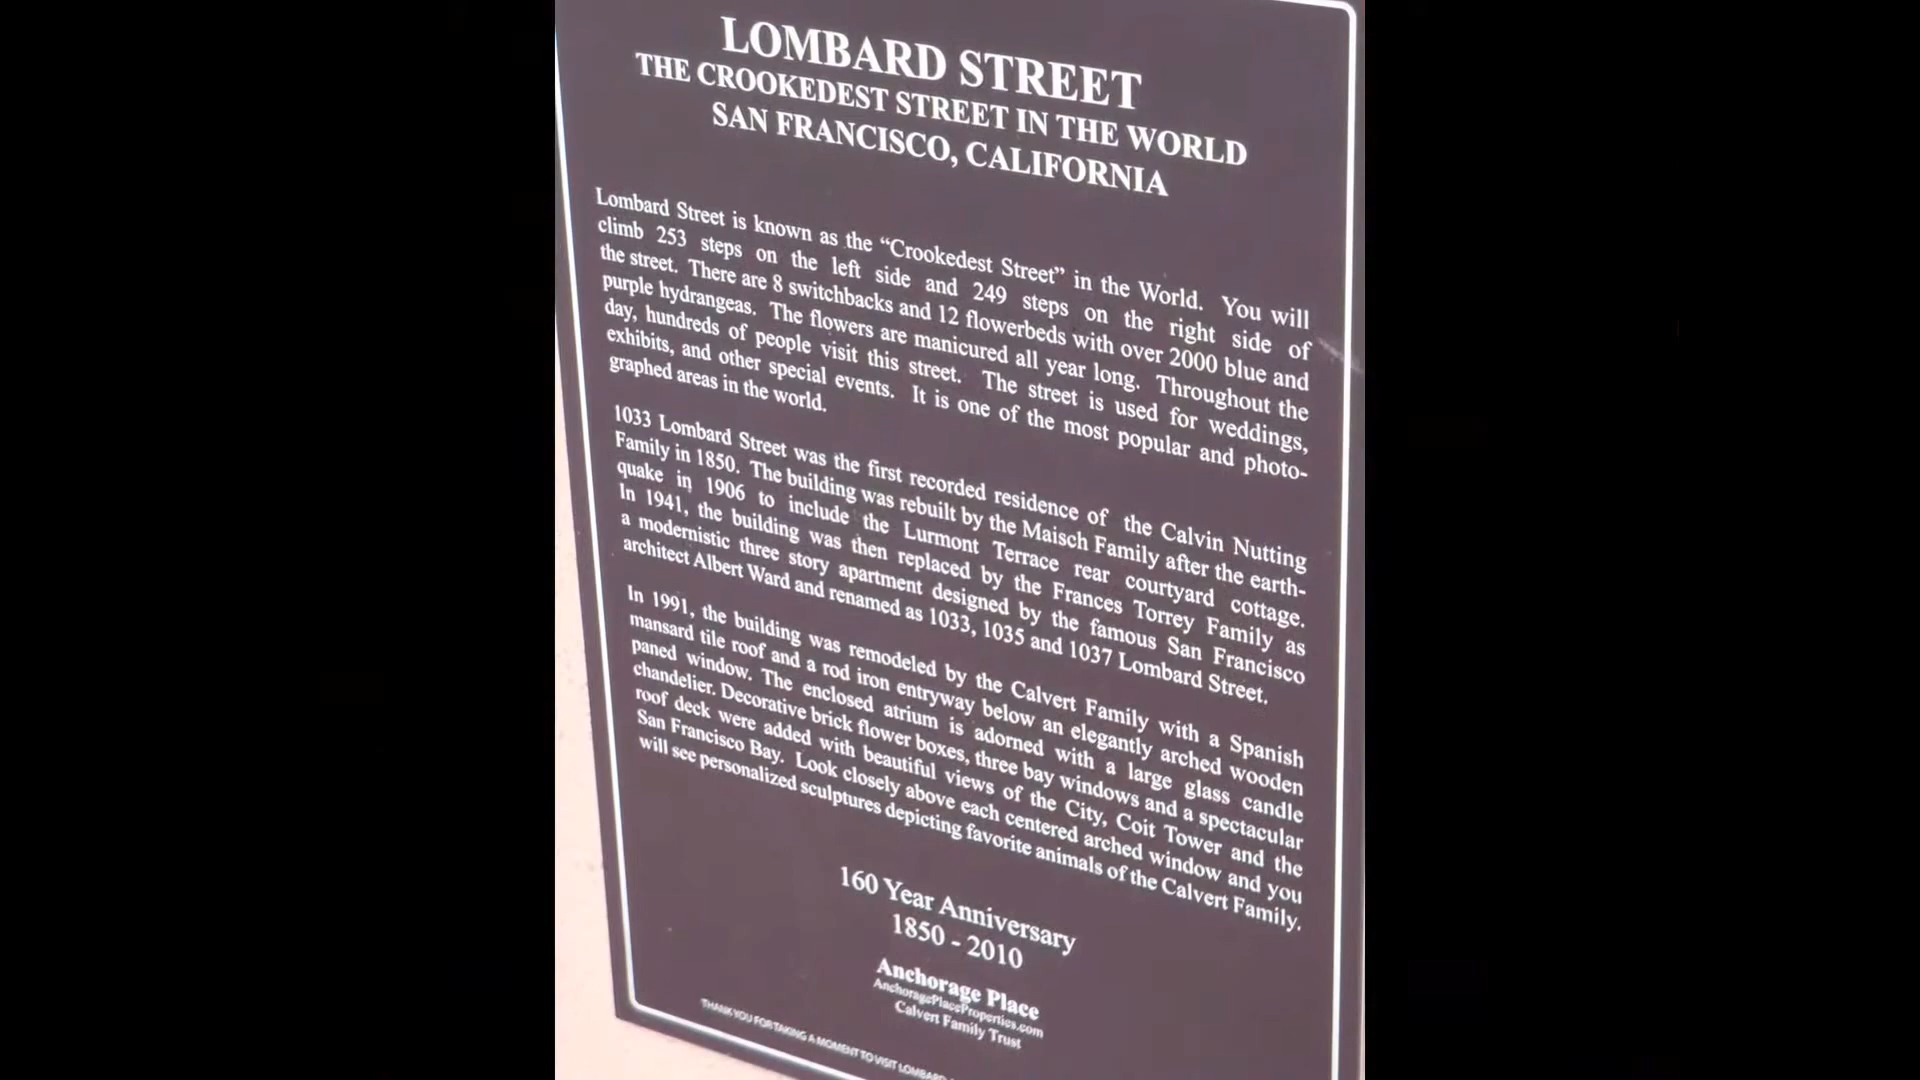 LOMBARD STREET
THE CROOKEDEST STREET IN THE WORLD
SAN FRANCISCO, CALIFORNIA
Lombard Street is known as the “Crookedest Street” in the World. You will
climb 253 steps on the left side and 249 steps on the right side of
the street. There are 8 switchbacks and 12 flowerbeds with over 2000 blue and
purple hydrangeas. The flowers are manicured all year long. Throughout the
day, hundreds of people visit this street. The street is used for weddings,
exhibits, and other special events. It is one of the most popular and photo-
graphed areas in the world.
1033 Lombard Street was the first recorded residence of the Calvin Nutting
Family in 1850. The building was rebuilt by the Maisch Family after the earth-
quake in 1906 to include the Lurmont Terrace rear courtyard cottage.
In 1941, the building was then replaced by the Frances Torrey Family as
a modernistic three story apartment designed by the famous San Francisco
architect Albert Ward and renamed as 1033, 1035 and 1037 Lombard Street.
In 1991, the building was remodeled by the Calvert Family with a Spanish
mansard tile roof and a rod iron entryway below an elegantly arched wooden
paned window. The enclosed atrium is adorned with a large glass candle
chandelier. Decorative brick flower boxes, three bay windows and a spectacular
roof deck were added with beautiful views of the City, Coit Tower and the
San Francisco Bay. Look closely above each centered arched window and you
will see personalized sculptures depicting favorite animals of the Calvert Family.
160 Year Anniversary
1850 - 2010
Anchorage Place
AnchoragePlaceProperties.com
Calvert Family Trust
THANK YOU FOR TAKING A MOMENT TO VISIT LOMBARD